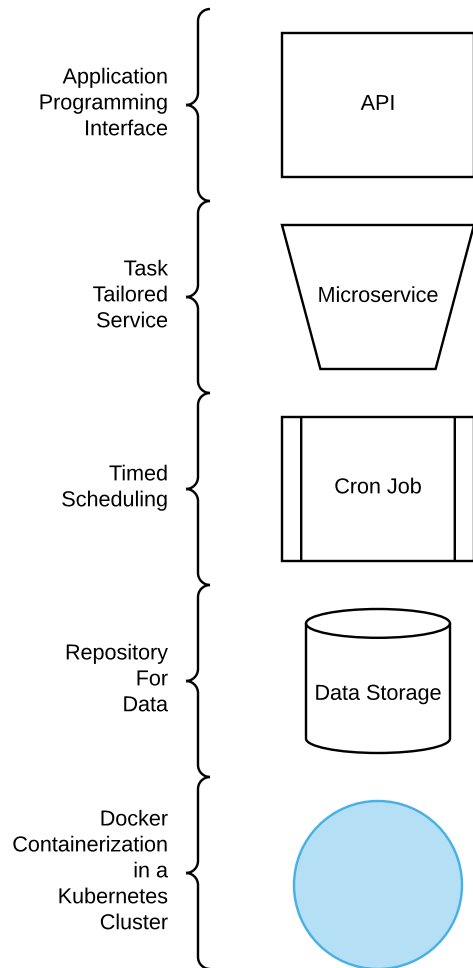 Application
Programming
Interface
API
Task
Tailored
Service
Microservice
Timed
Scheduling
Cron Job
Repository
For
Data
Data Storage
Docker
Containerization
in a
Kubernetes
Cluster